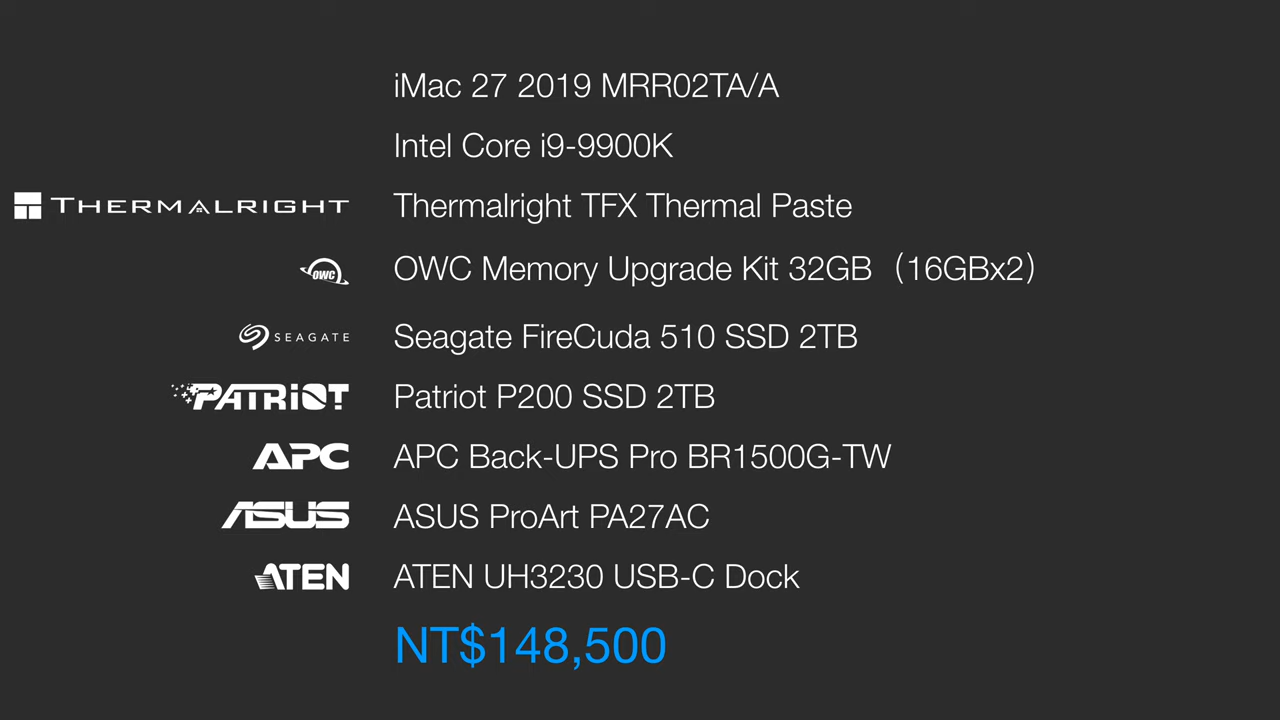 iMac 27 2019 MRR02TA/A
Intel Core i9-9900K
THERMALRIGHT Thermalright TFX Thermal Paste
OWC OWC Memory Upgrade Kit 32GB（16GBx2）
SEAGATE Seagate FireCuda 510 SSD 2TB
PATRiOT Patriot P200 SSD 2TB
APC APC Back-UPS Pro BR1500G-TW
ASUS ASUS ProArt PA27AC
ATEN ATEN UH3230 USB-C Dock
NT$148,500